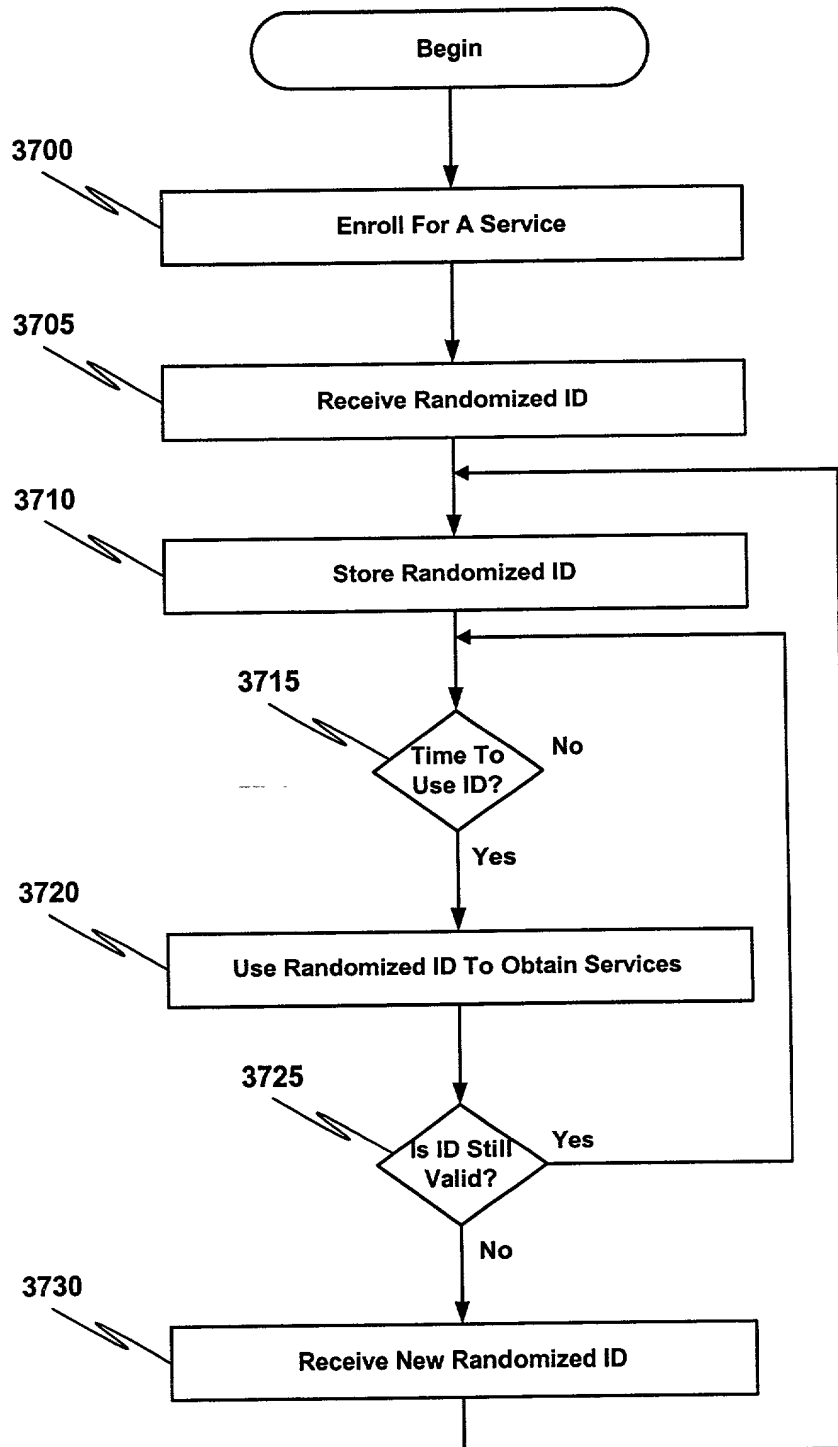 Begin
3700
Enroll For A Service
3705
Receive Randomized ID
3710
Store Randomized ID
3715
Time To
Use ID?
No
Yes
3720
Use Randomized ID To Obtain Services
3725
Is ID Still
Valid?
Yes
No
3730
Receive New Randomized ID